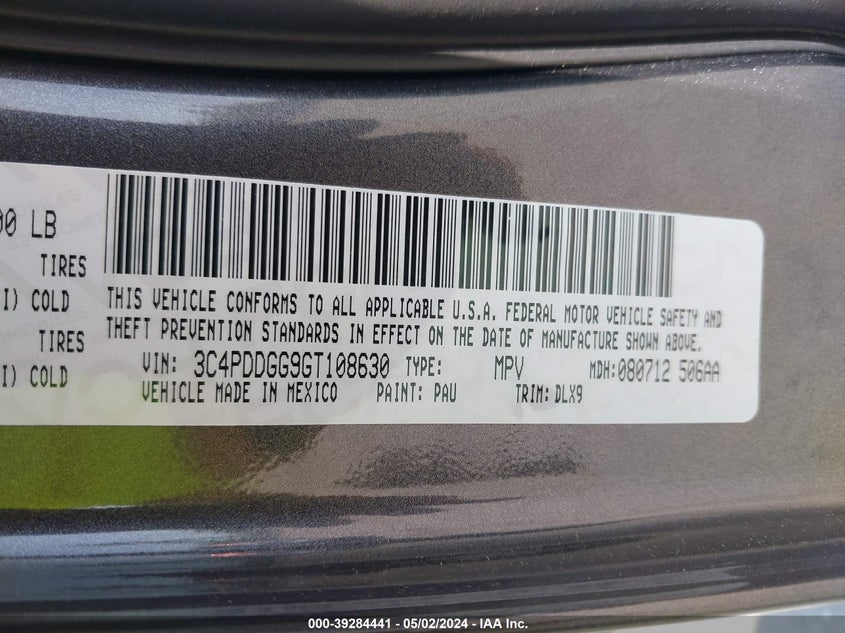 00 LB
TIRES
I) COLD
TIRES
I) COLD
THIS VEHICLE CONFORMS TO ALL APPLICABLE U.S.A. FEDERAL MOTOR VEHICLE SAFETY AND
THEFT PREVENTION STANDARDS IN EFFECT ON THE DATE OF MANUFACTURE SHOWN ABOVE.
VIN: 3C4PDDGG9GT108630 TYPE: MPV MDH:080712 506AA
VEHICLE MADE IN MEXICO PAINT: PAU TRIM: DLX9
000-39284441 - 05/02/2024 - IAA Inc.